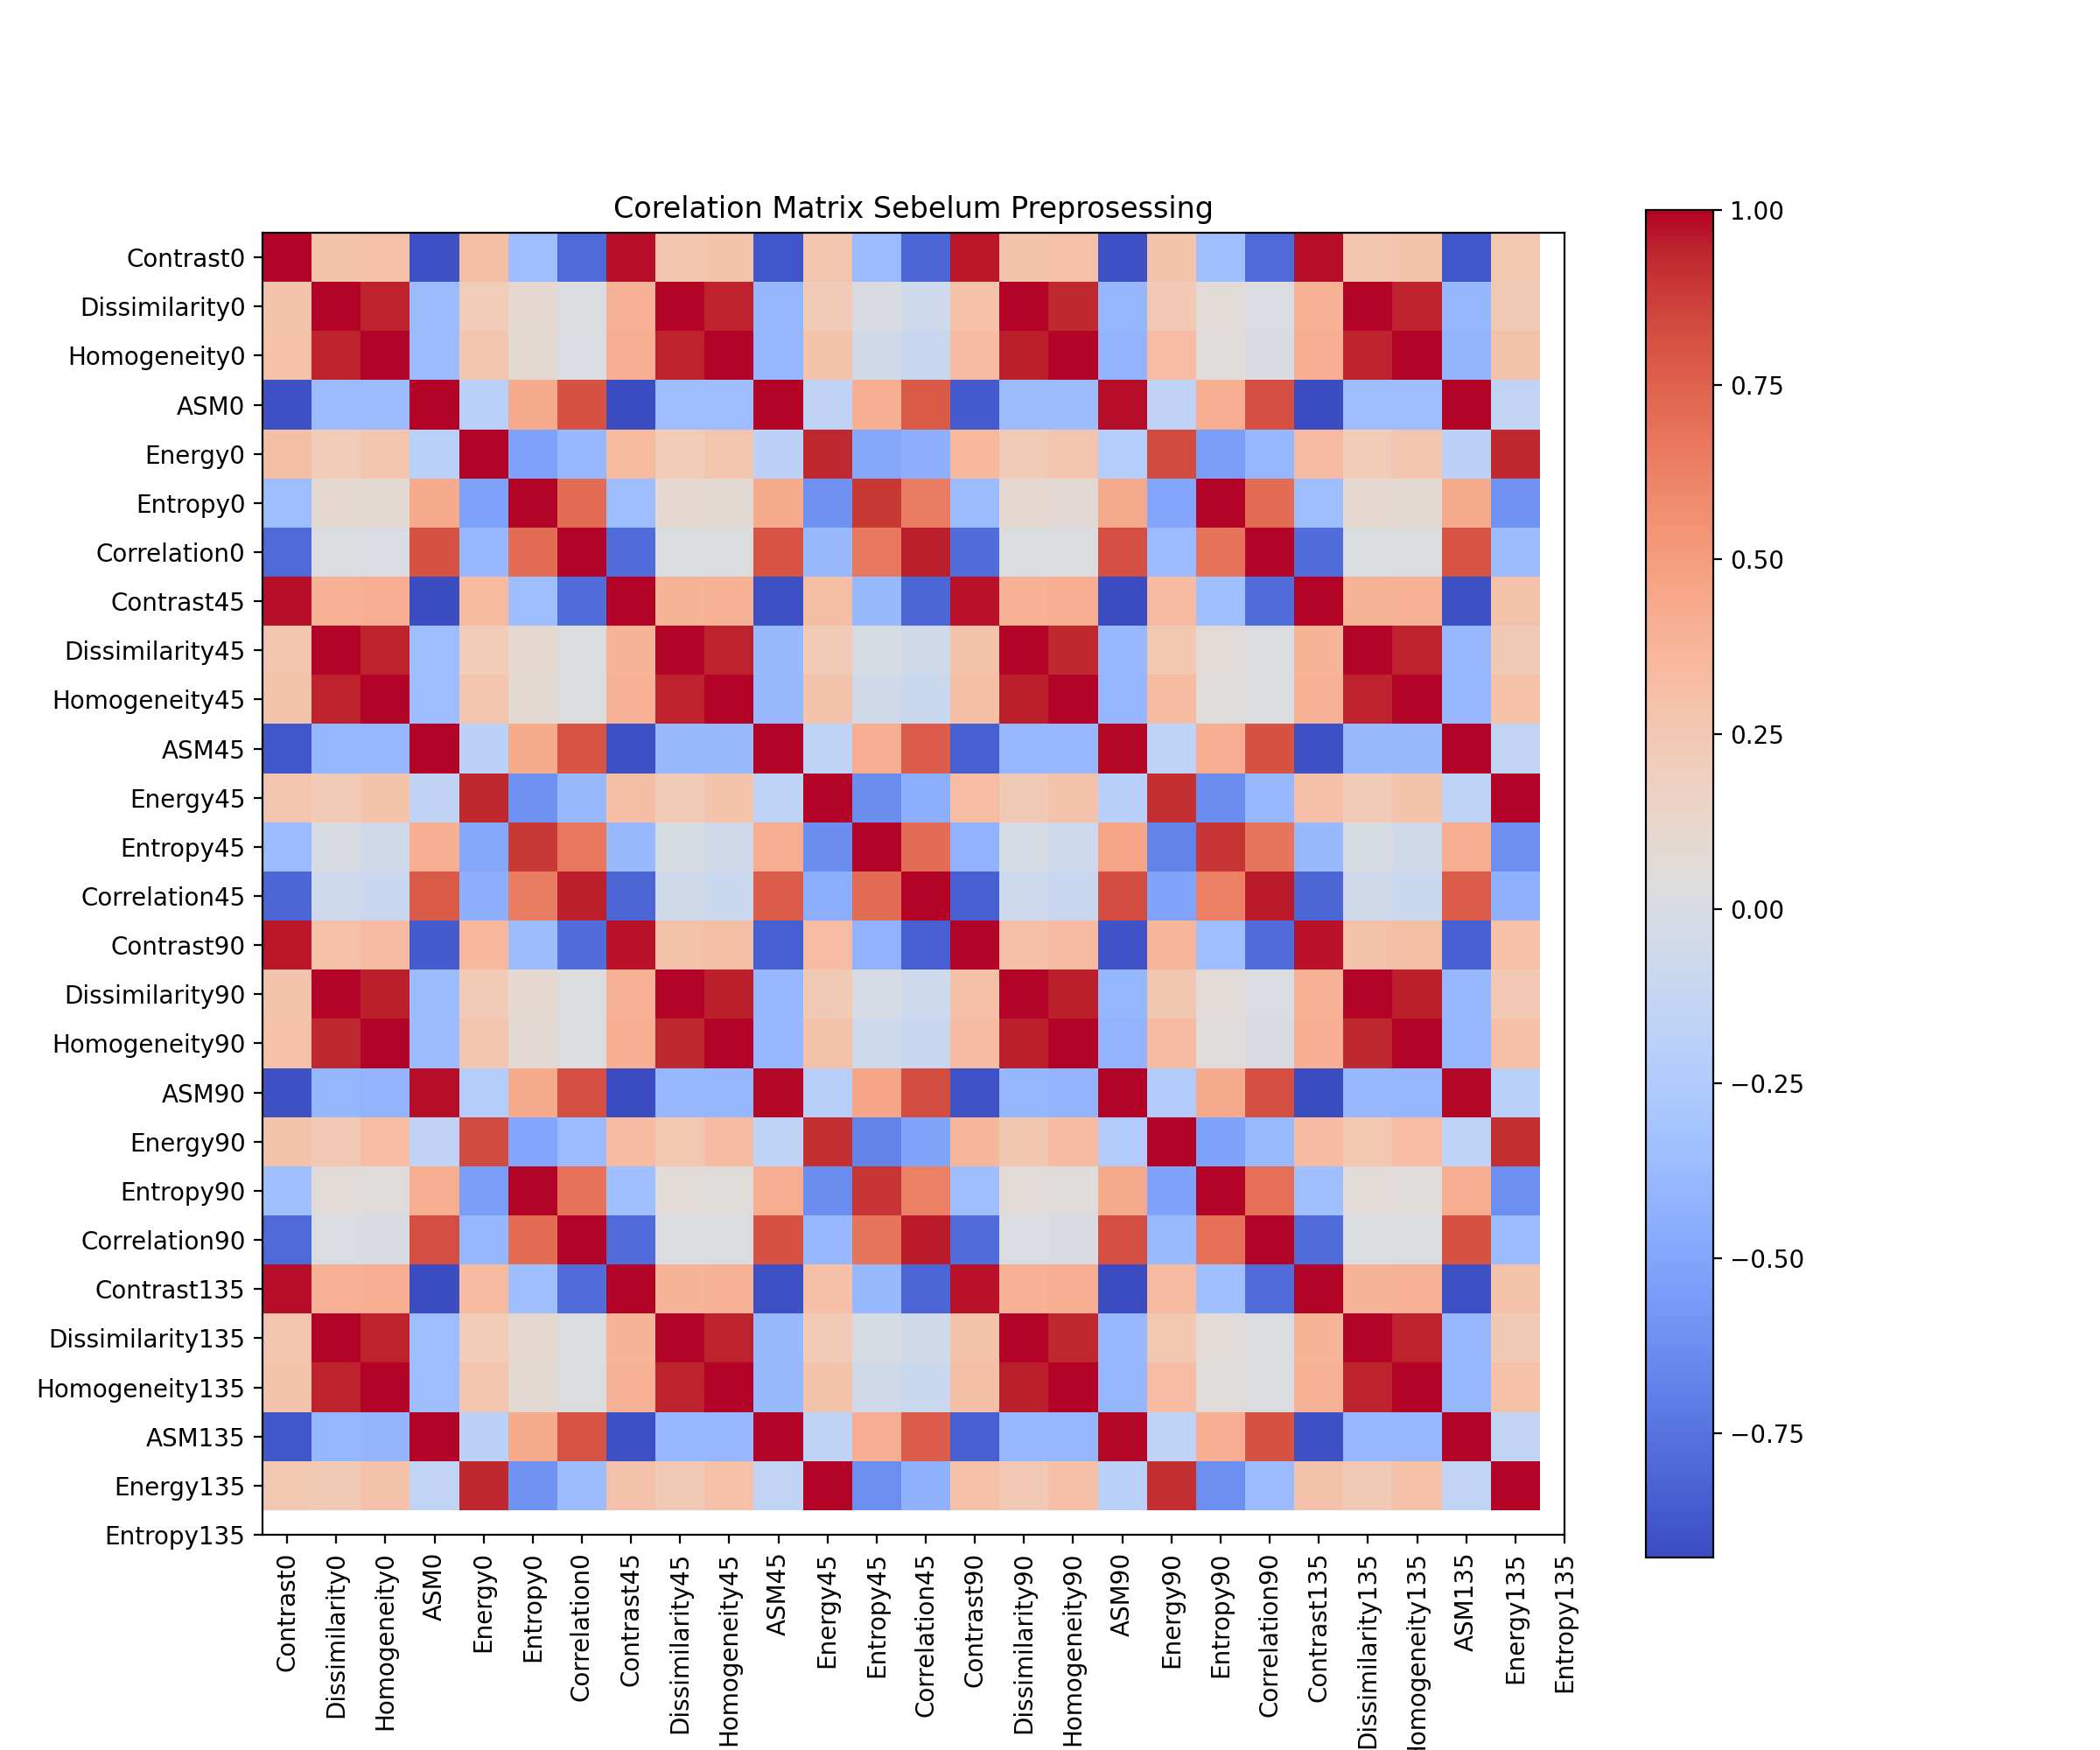 Corelation Matrix Sebelum Preprosessing
Contrast0
Dissimilarity0
Homogeneity0
ASM0
Energy0
Entropy0
Correlation0
Contrast45
Dissimilarity45
Homogeneity45
ASM45
Energy45
Entropy45
Correlation45
Contrast90
Dissimilarity90
Homogeneity90
ASM90
Energy90
Entropy90
Correlation90
Contrast135
Dissimilarity135
Homogeneity135
ASM135
Energy135
Entropy135
Contrast0
Dissimilarity0
Homogeneity0
ASM0
Energy0
Entropy0
Correlation0
Contrast45
Dissimilarity45
Homogeneity45
ASM45
Energy45
Entropy45
Correlation45
Contrast90
Dissimilarity90
Homogeneity90
ASM90
Energy90
Entropy90
Correlation90
Contrast135
Dissimilarity135
Homogeneity135
ASM135
Energy135
Entropy135
1.00
0.75
0.50
0.25
0.00
−0.25
−0.50
−0.75